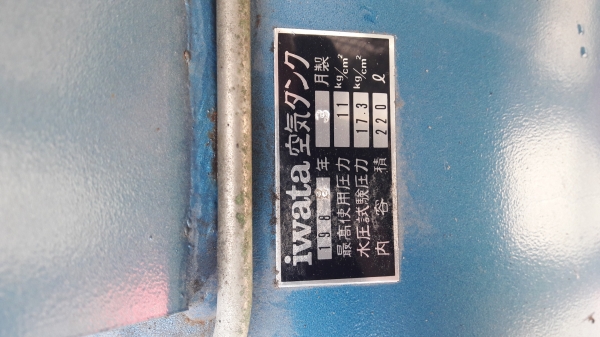 iwata 空気タンク
年 3 月製
最高使用圧力 11 kg/cm²
水圧試験圧力 17.3 kg/cm²
内容積 220 ℓ